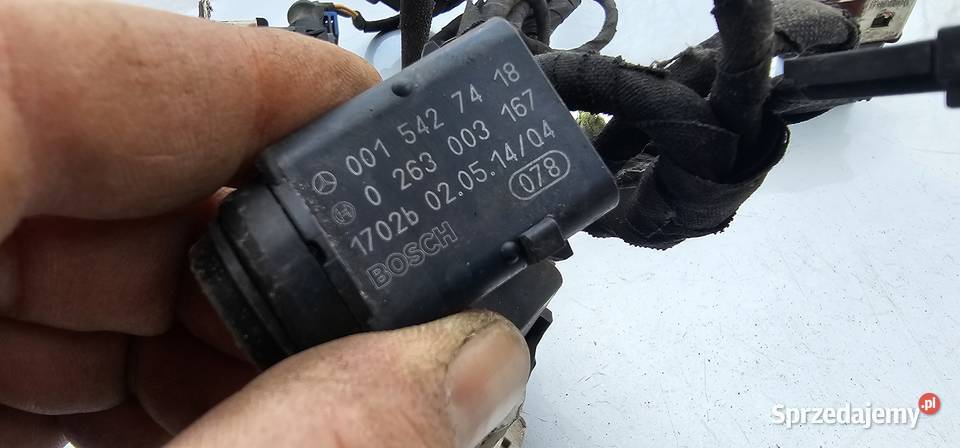 001 542 74 18
0 263 003 167
1702b 02.05.14/04
078
BOSCH
Sprzedajemy.pl